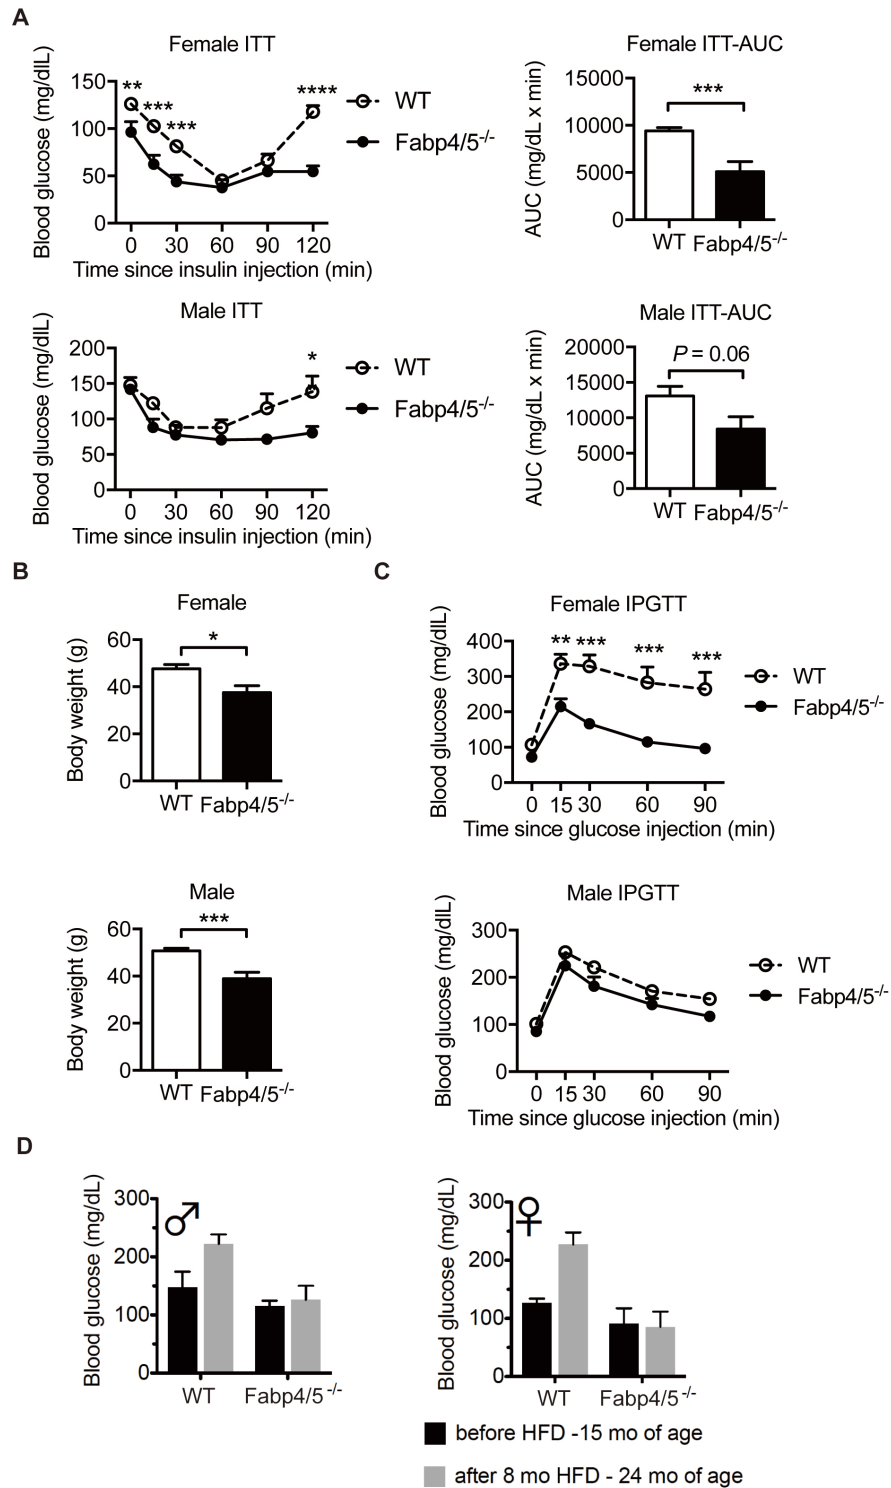 A
Female ITT
Blood glucose (mg/dlL)
150
100
50
0
** *** *** ****
0 30 60 90 120
Time since insulin injection (min)
WT
Fabp4/5-/-
Female ITT-AUC
AUC (mg/dL x min)
15000
10000
5000
0
***
WT Fabp4/5-/-
Male ITT
Blood glucose (mg/dlL)
200
150
100
50
0
*
0 30 60 90 120
Time since insulin injection (min)
WT
Fabp4/5-/-
Male ITT-AUC
AUC (mg/dL x min)
20000
15000
10000
5000
0
P = 0.06
WT Fabp4/5-/-
B
Female
Body weight (g)
60
40
20
0
*
WT Fabp4/5-/-
Male
Body weight (g)
60
40
20
0
***
WT Fabp4/5-/-
C
Female IPGTT
Blood glucose (mg/dlL)
400
300
200
100
0
** *** *** ***
0 15 30 60 90
Time since glucose injection (min)
WT
Fabp4/5-/-
Male IPGTT
Blood glucose (mg/dlL)
300
200
100
0
0 15 30 60 90
Time since glucose injection (min)
WT
Fabp4/5-/-
D
Blood glucose (mg/dL)
300
200
100
0
♂
WT Fabp4/5 -/-
Blood glucose (mg/dL)
300
200
100
0
♀
WT Fabp4/5 -/-
before HFD -15 mo of age
after 8 mo HFD - 24 mo of age